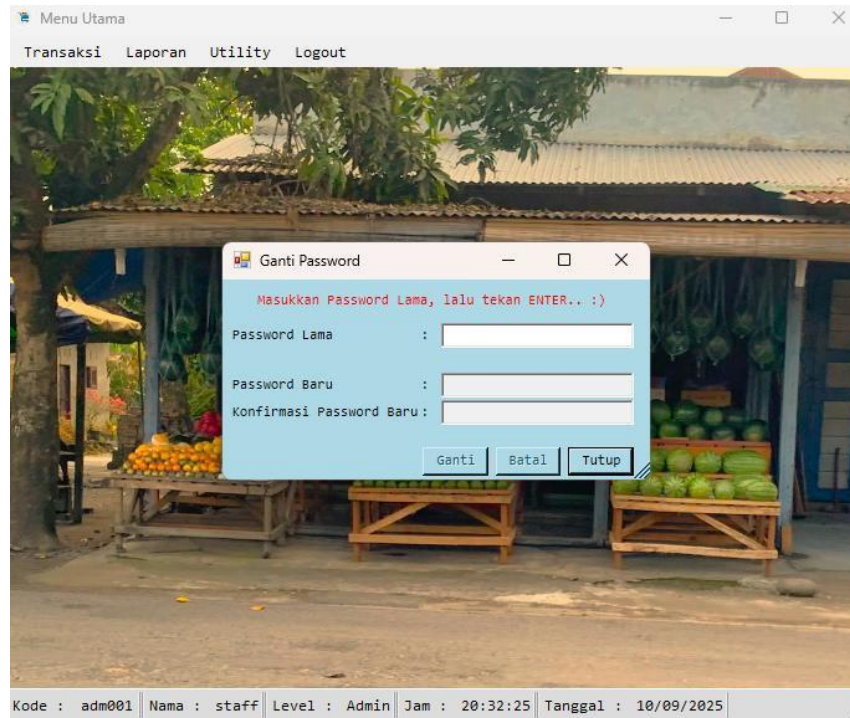 Menu Utama
Transaksi Laporan Utility Logout
Ganti Password
Masukkan Password Lama, lalu tekan ENTER.. :)
Password Lama :
Password Baru :
Konfirmasi Password Baru :
Ganti Batal Tutup
Kode : adm001 Nama : staff Level : Admin Jam : 20:32:25 Tanggal : 10/09/2025